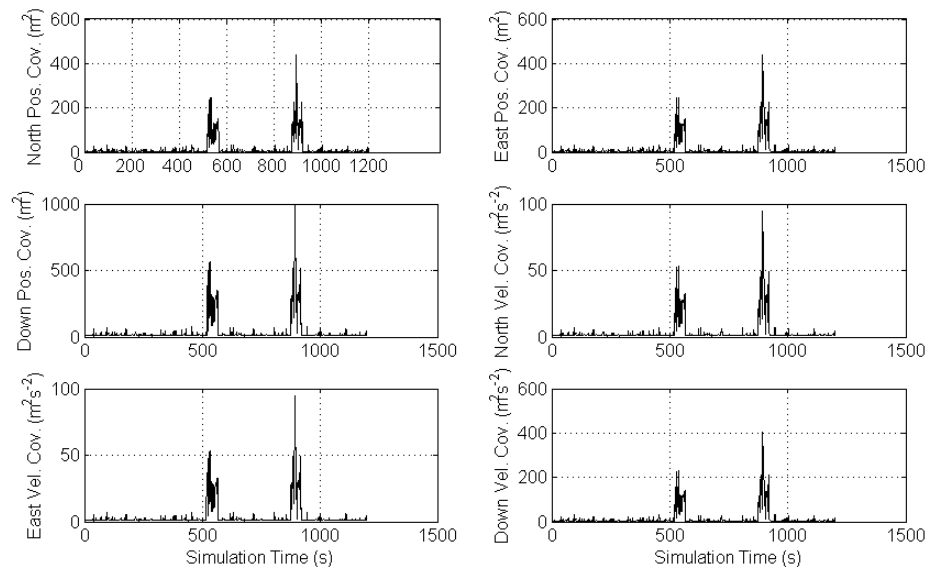 North Pos. Cov. (m²)
600
400
200
0
0 200 400 600 800 1000 1200
East Pos. Cov. (m²)
600
400
200
0
0 500 1000 1500
Down Pos. Cov. (m²)
1000
500
0
0 500 1000 1500
North Vel. Cov. (m²s⁻²)
100
50
0
0 500 1000 1500
East Vel. Cov. (m²s⁻²)
100
50
0
0 500 1000 1500
Simulation Time (s)
Down Vel. Cov. (m²s⁻²)
600
400
200
0
0 500 1000 1500
Simulation Time (s)